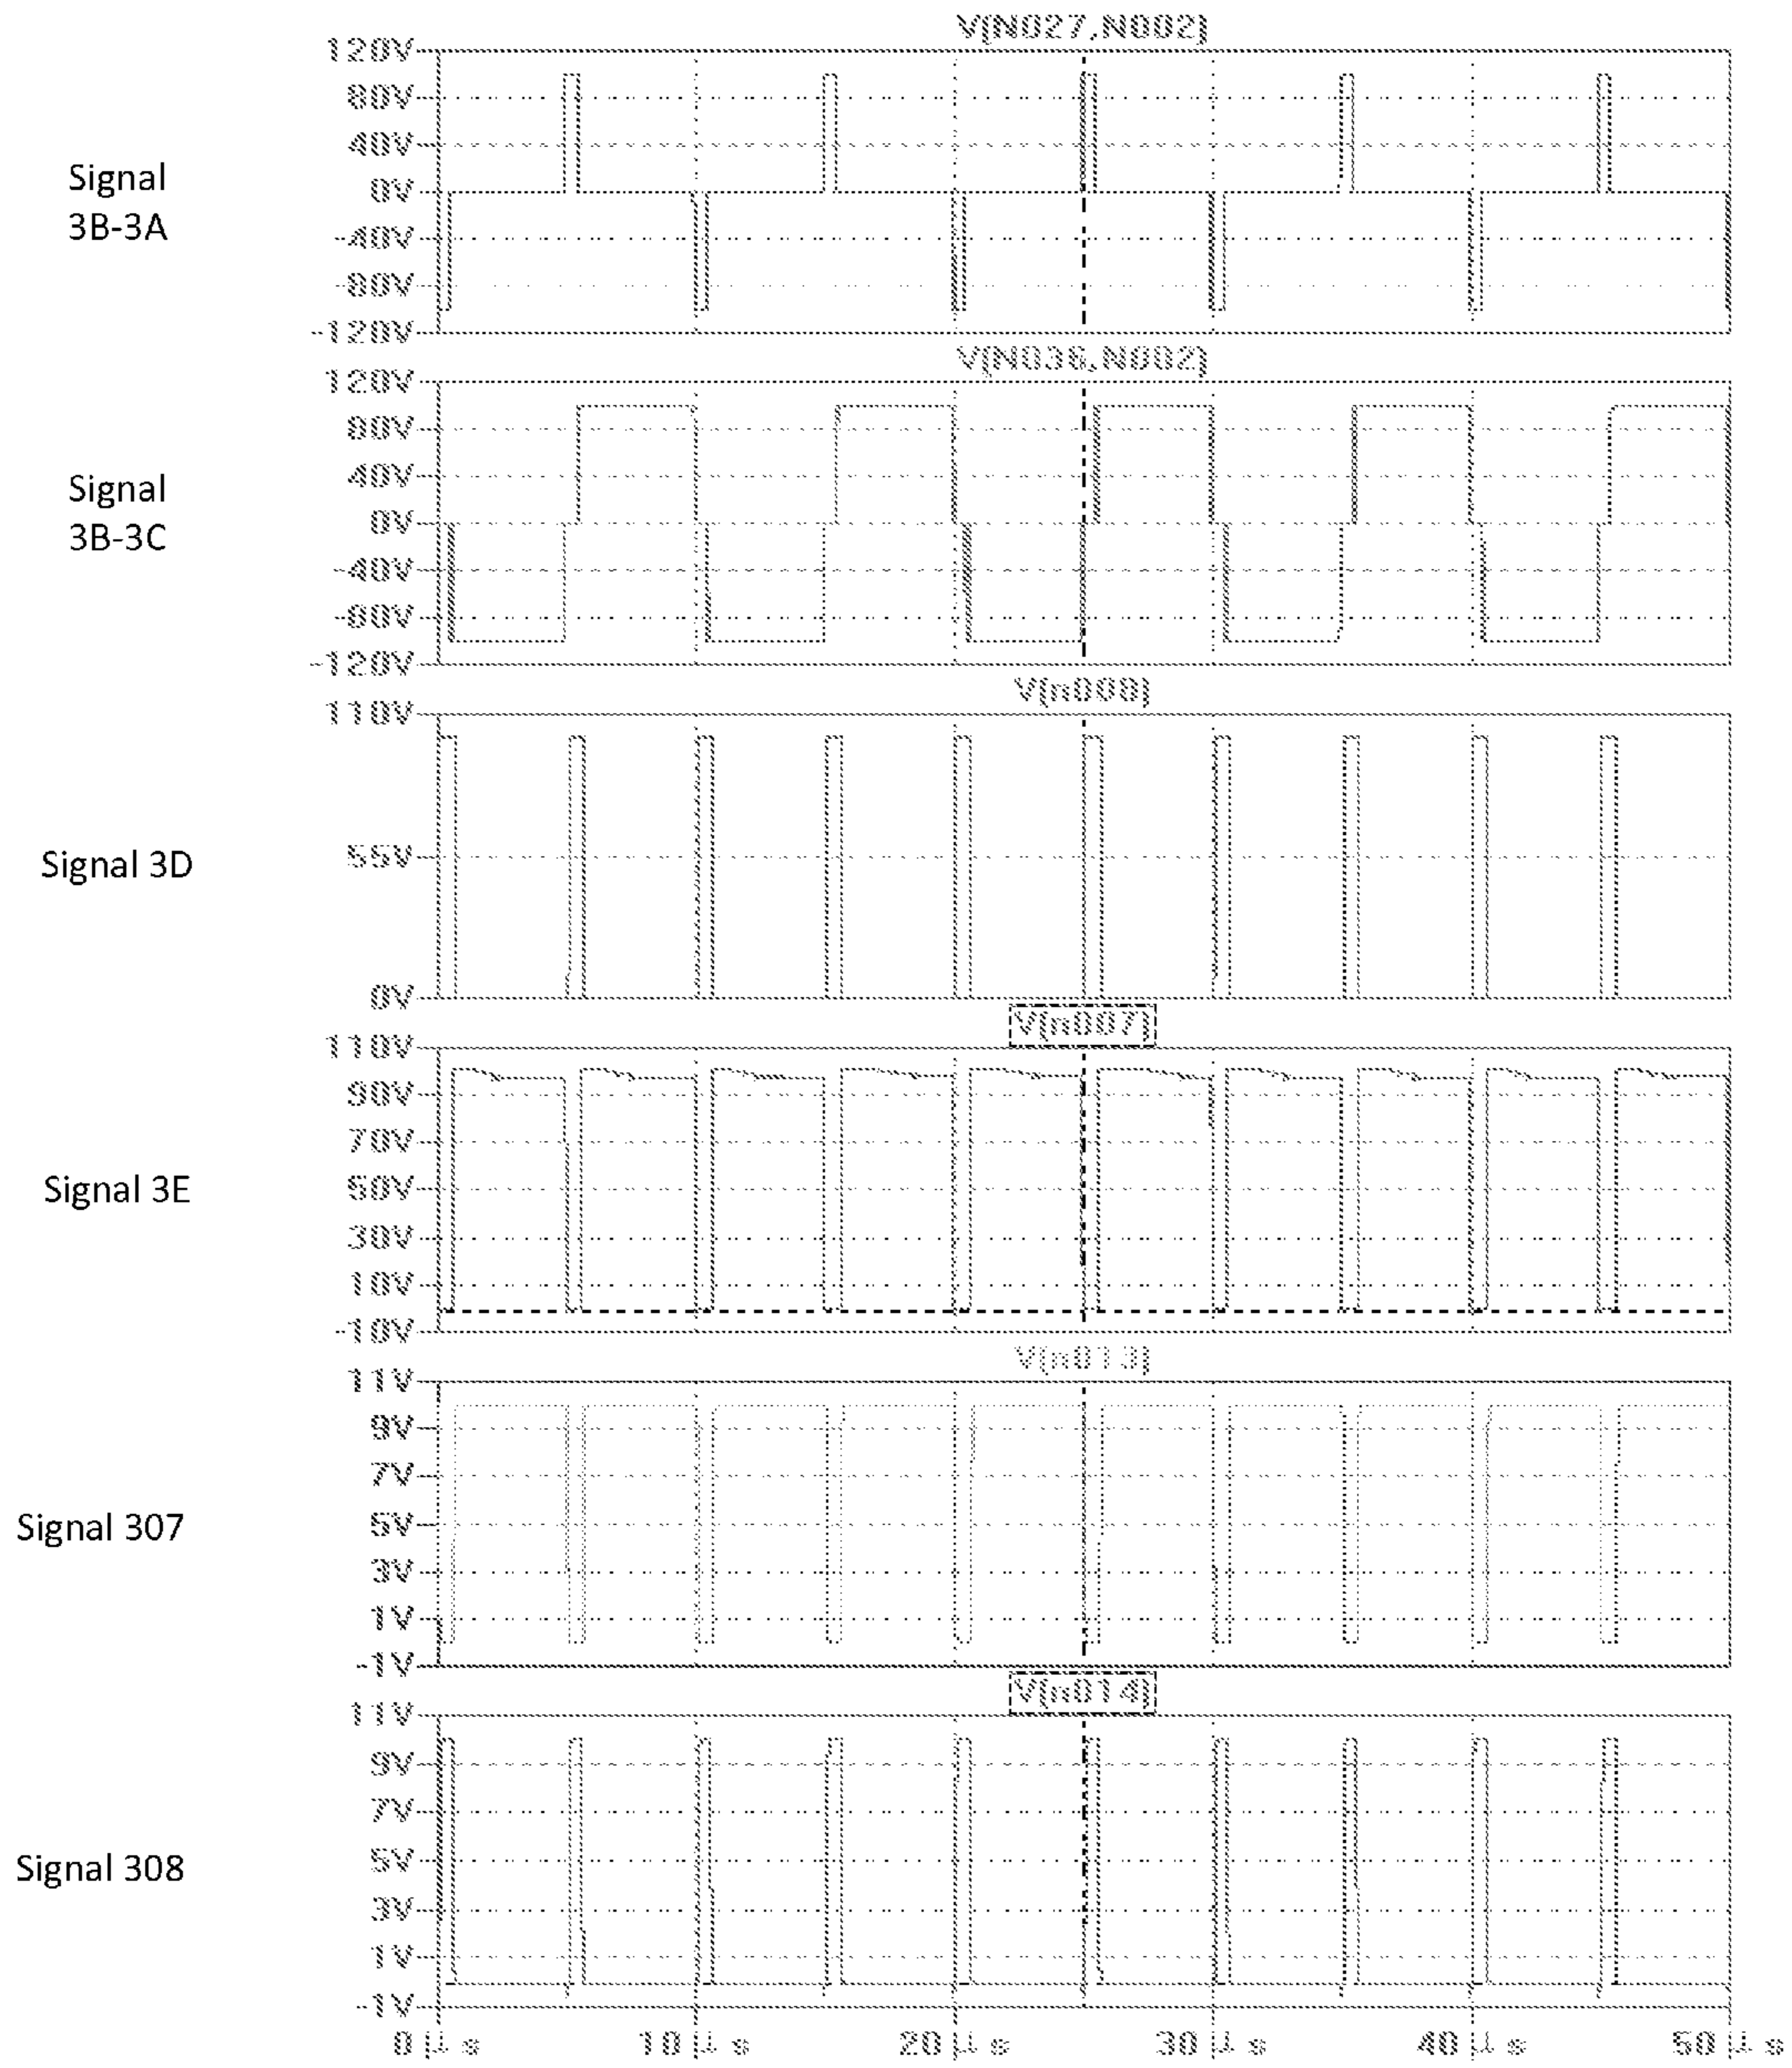 V[N027,N002]
120V
80V
40V
0V
-40V
-80V
-120V
Signal
3B-3A
V[N036,N002]
120V
80V
40V
0V
-40V
-80V
-120V
Signal
3B-3C
V[n008]
110V
55V
0V
Signal 3D
V[n007]
110V
90V
70V
50V
30V
10V
-10V
Signal 3E
V[n013]
11V
9V
7V
5V
3V
1V
-1V
Signal 307
V[n014]
11V
9V
7V
5V
3V
1V
-1V
Signal 308
0µs 10µs 20µs 30µs 40µs 50µs